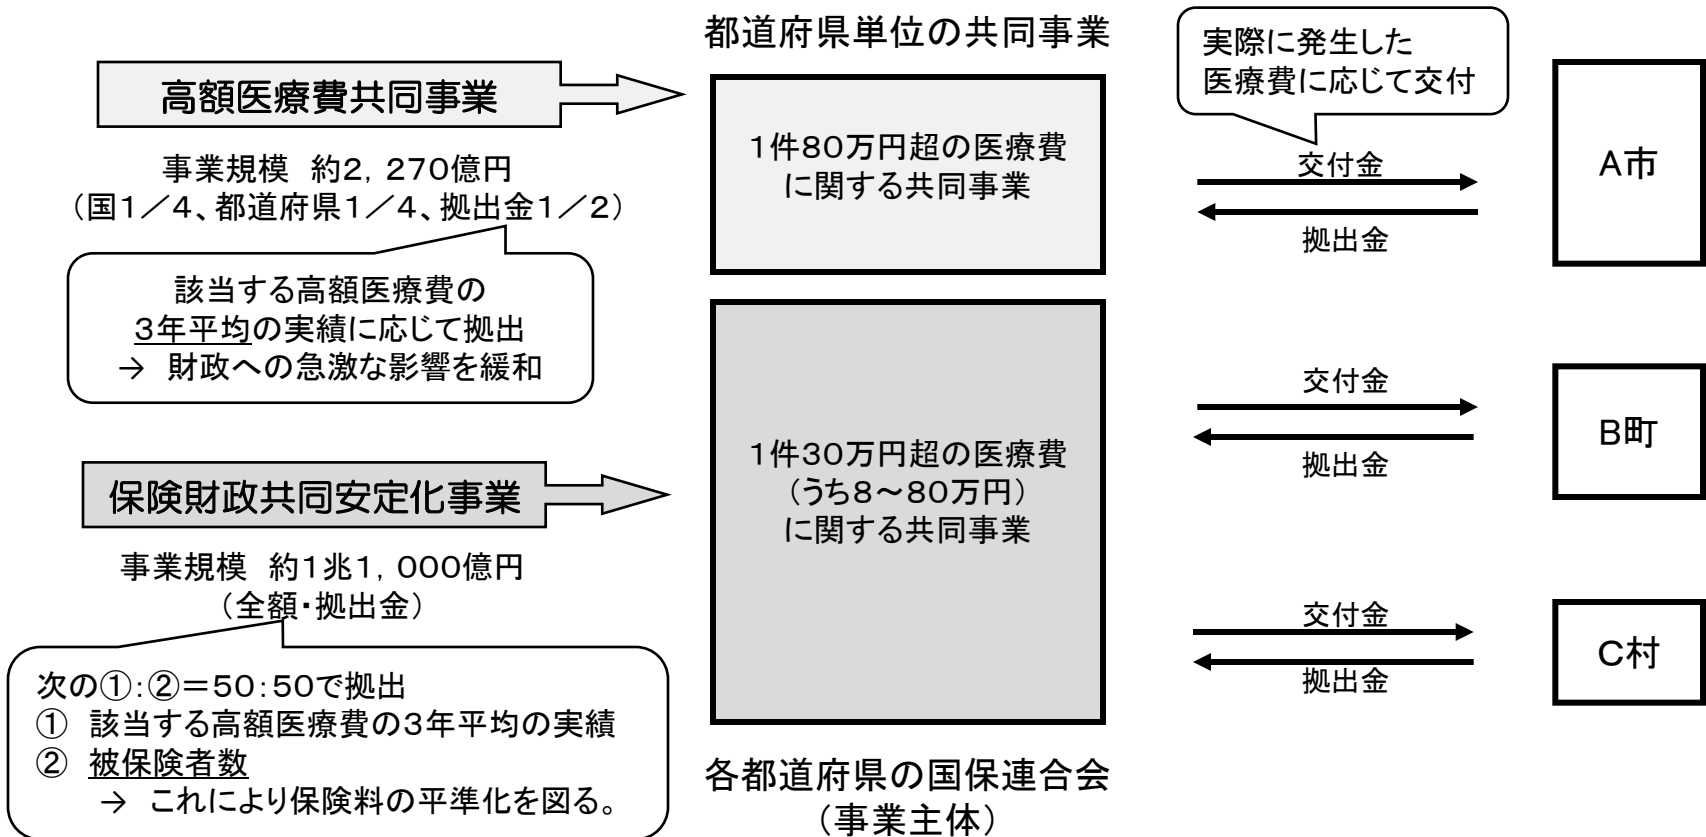 都道府県単位の共同事業
高額医療費共同事業
事業規模 約2,270億円
(国1/4、都道府県1/4、拠出金1/2)
該当する高額医療費の
3年平均の実績に応じて拠出
→ 財政への急激な影響を緩和
1件80万円超の医療費
に関する共同事業
実際に発生した
医療費に応じて交付
交付金
拠出金
A市
保険財政共同安定化事業
事業規模 約1兆1,000億円
(全額・拠出金)
次の①:②=50:50で拠出
① 該当する高額医療費の3年平均の実績
② 被保険者数
→ これにより保険料の平準化を図る。
1件30万円超の医療費
(うち8~80万円)
に関する共同事業
交付金
拠出金
B町
交付金
拠出金
C村
各都道府県の国保連合会
(事業主体)